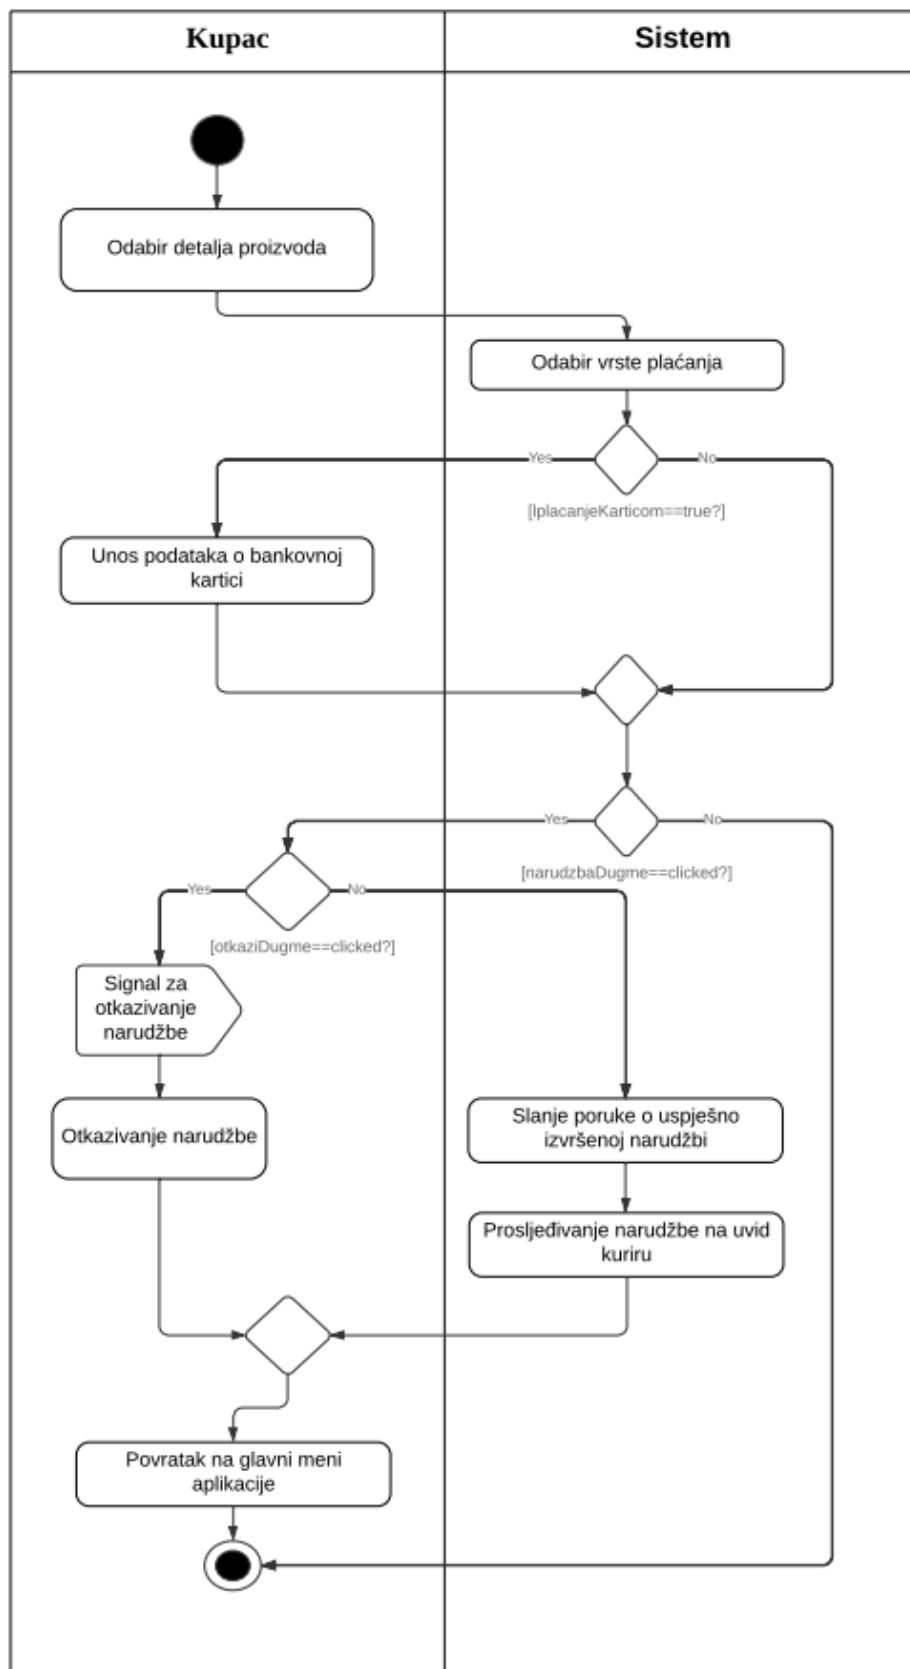 Kupac
Sistem
Odabir detalja proizvoda
Odabir vrste plaćanja
Yes
No
[IplacanjeKarticom==true?]
Unos podataka o bankovnoj
kartici
Yes
No
[narudzbaDugme==clicked?]
Yes
No
[otkaziDugme==clicked?]
Signal za
otkazivanje
narudžbe
Otkazivanje narudžbe
Slanje poruke o uspješno
izvršenoj narudžbi
Prosljeđivanje narudžbe na uvid
kuriru
Povratak na glavni meni
aplikacije